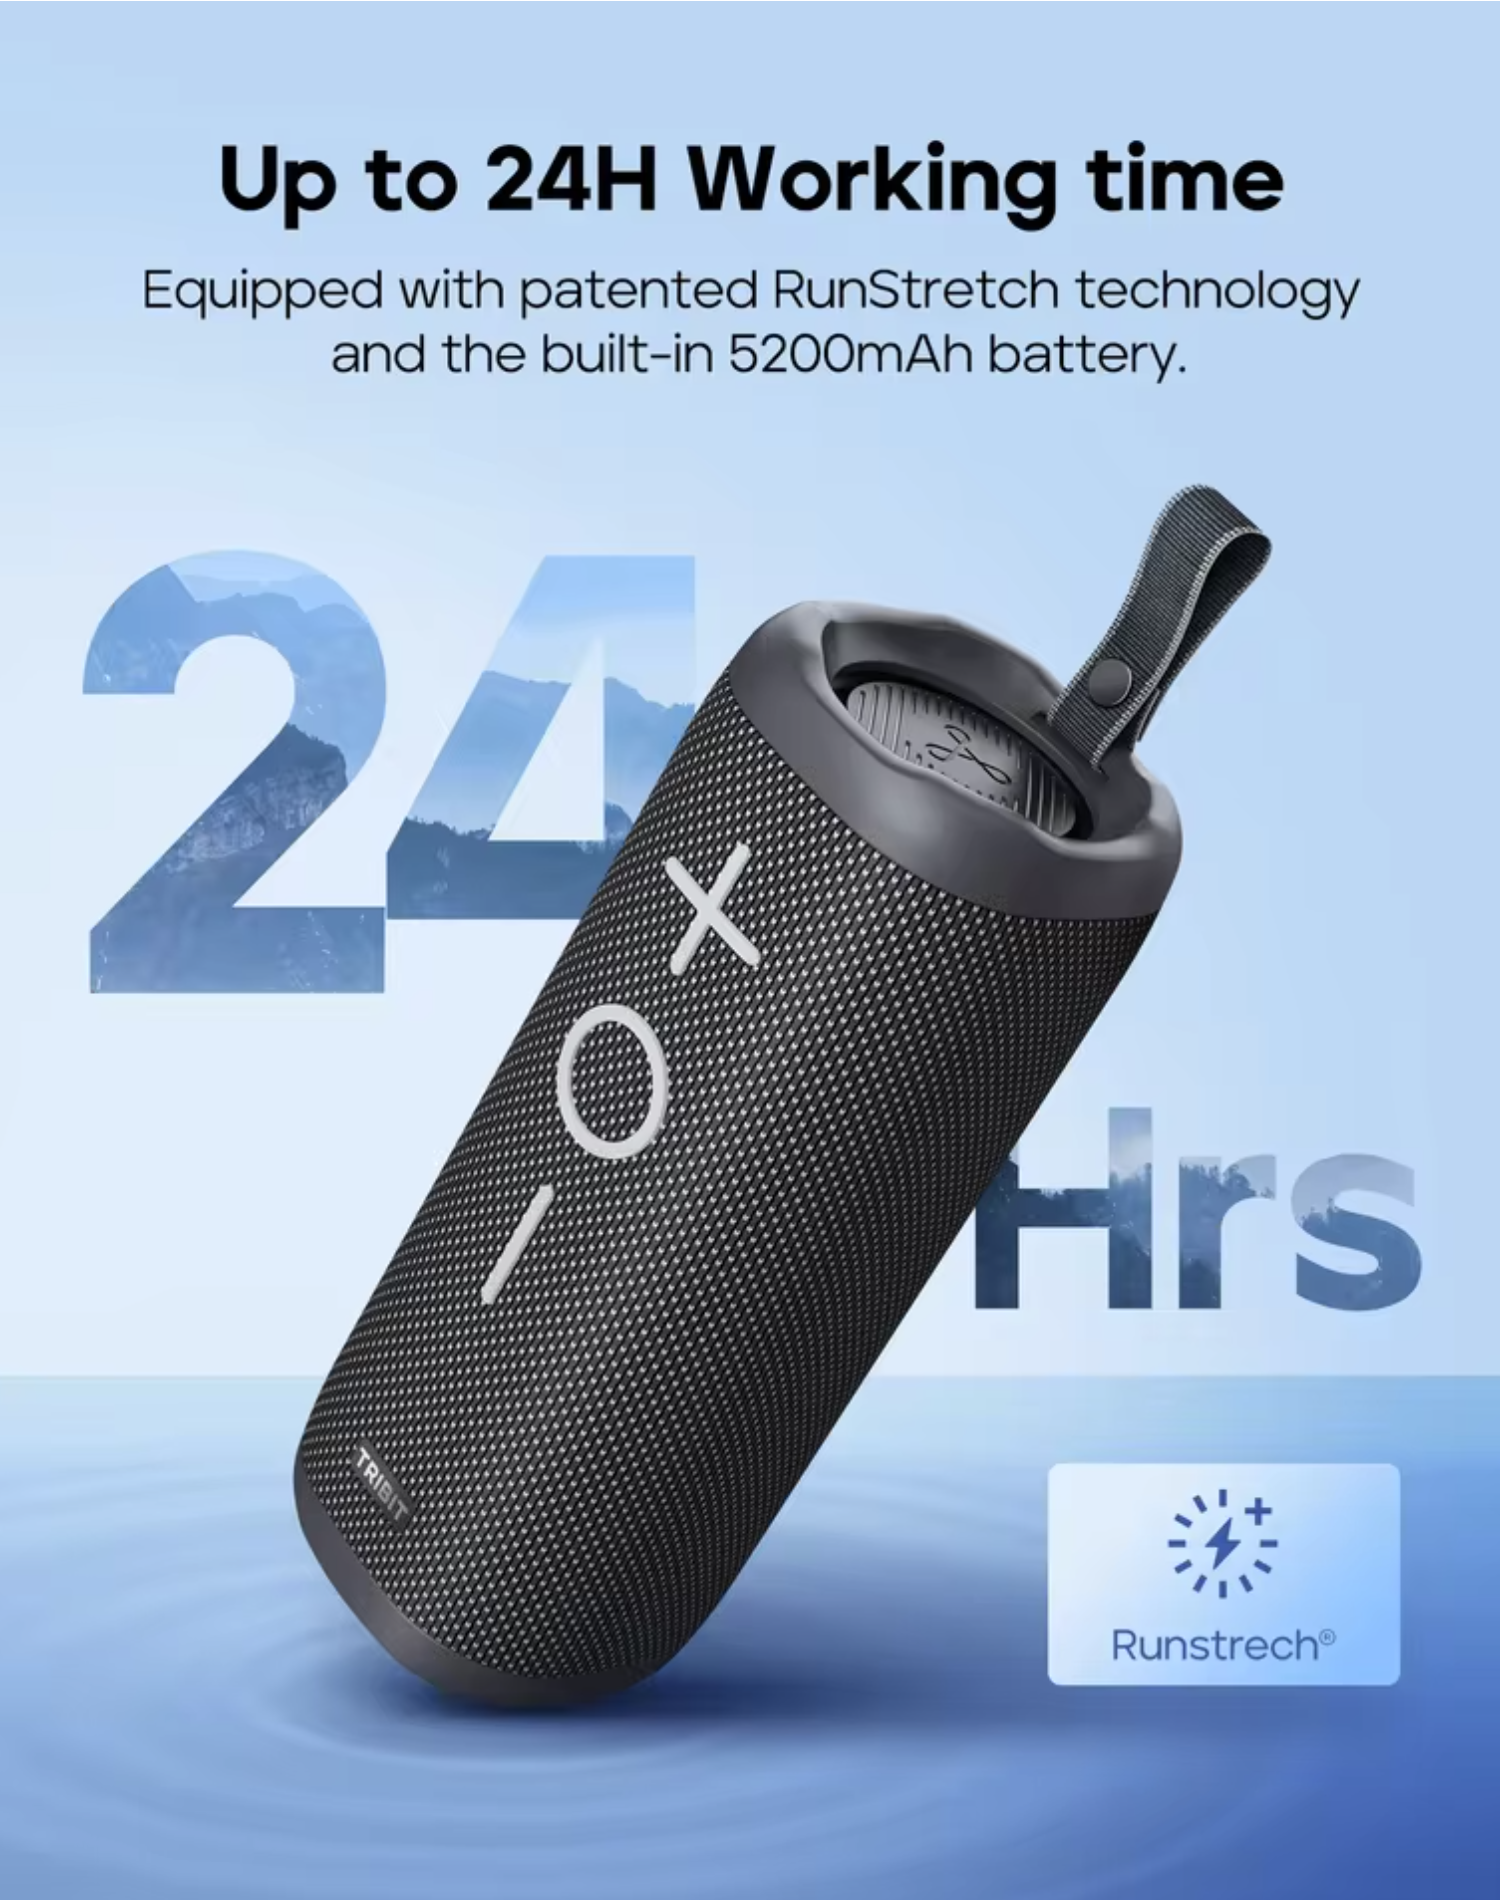 Up to 24H Working time
Equipped with patented RunStretch technology
and the built-in 5200mAh battery.
24
Hrs
TRIBIT
Runstrech®